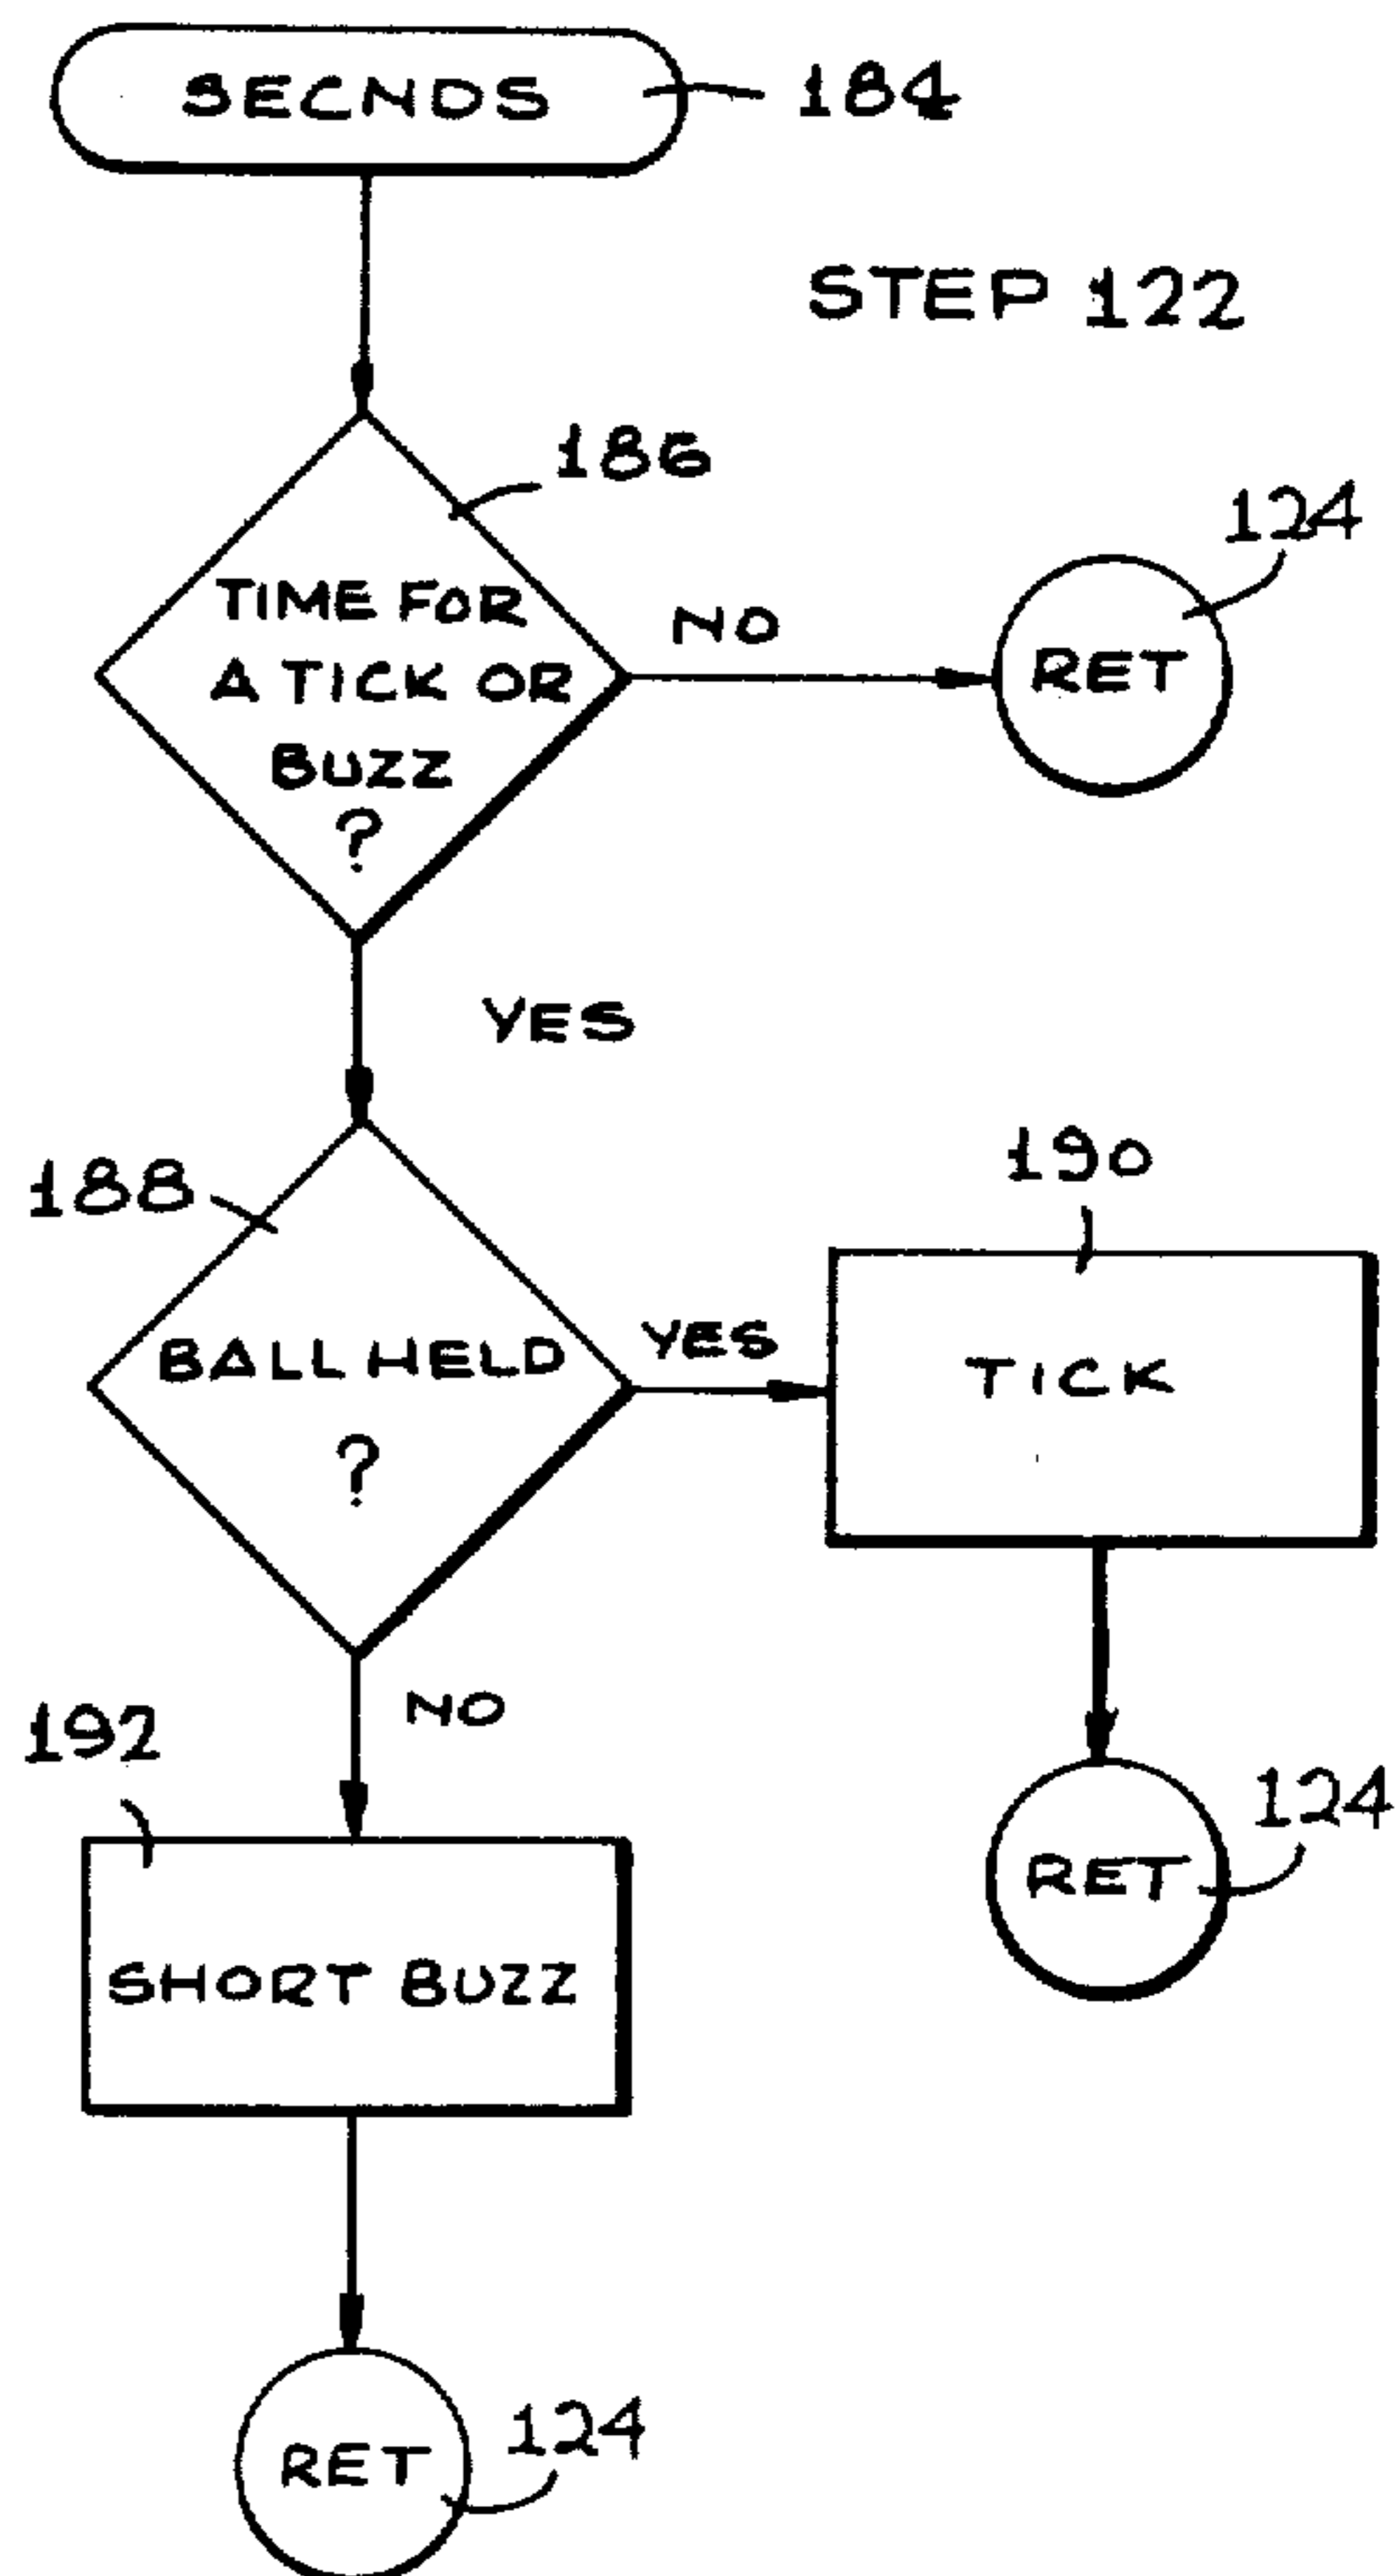 SECNDS 184
STEP 122
186
TIME FOR
A TICK OR
BUZZ
?
NO
124
RET
YES
188
BALL HELD
?
YES
190
TICK
NO
192
SHORT BUZZ
124
RET
124
RET